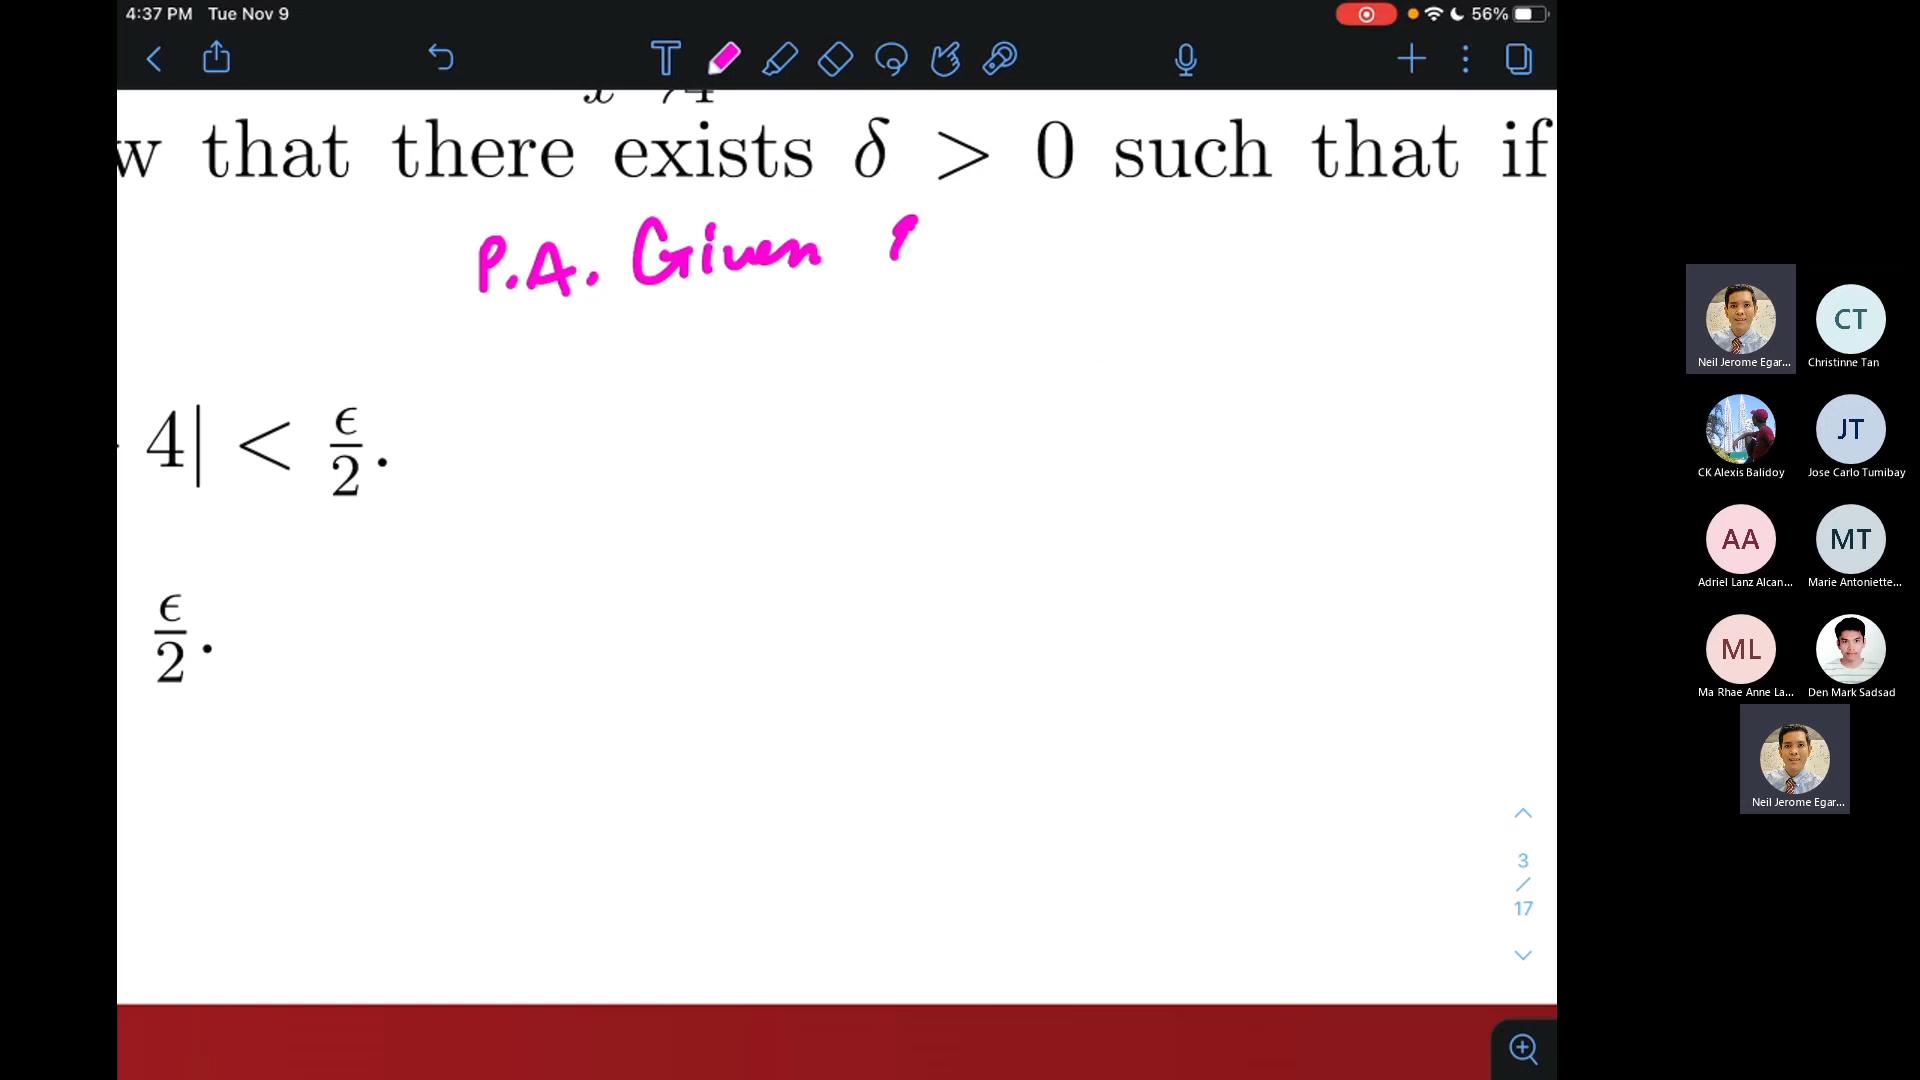 4:37 PM Tue Nov 9
56%
T
w that there exists δ > 0 such that if
P.A. Given
4| < ϵ/2.
ϵ/2.
3
/
17
Neil Jerome Egar...
CT
Christinne Tan
CK Alexis Balidoy
JT
Jose Carlo Tumibay
AA
Adriel Lanz Alcan...
MT
Marie Antoniette...
ML
Ma Rhae Anne La...
Den Mark Sadsad
Neil Jerome Egar...